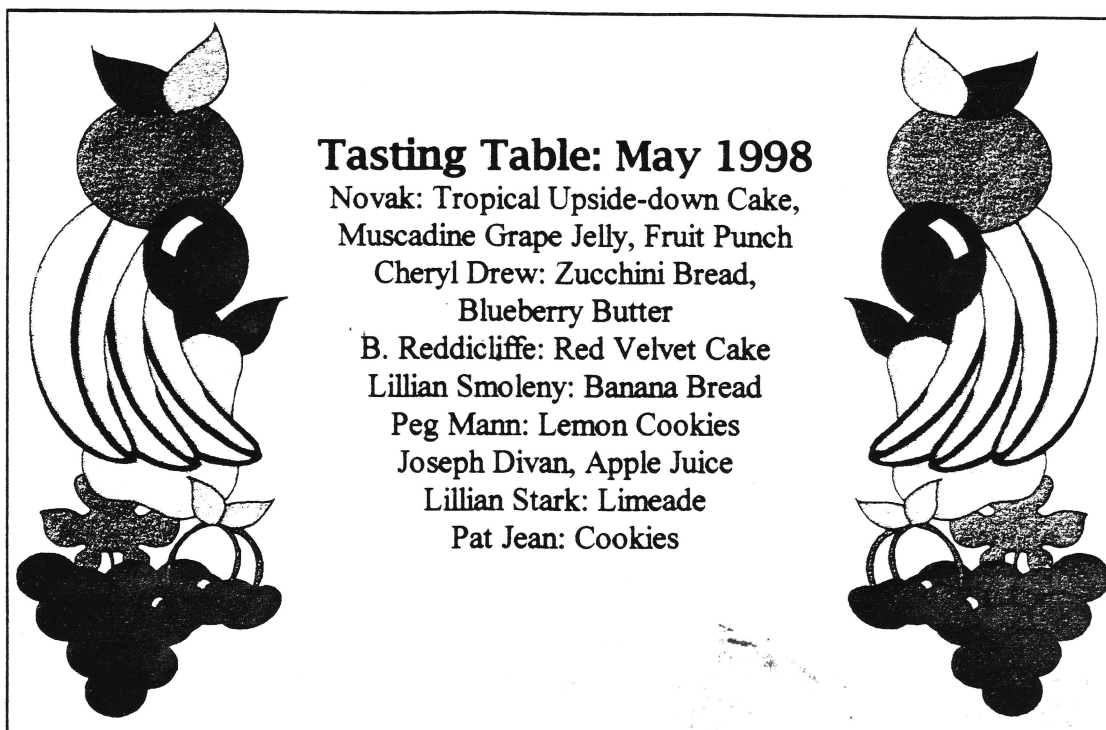 Tasting Table: May 1998
Novak: Tropical Upside-down Cake,
Muscadine Grape Jelly, Fruit Punch
Cheryl Drew: Zucchini Bread,
Blueberry Butter
B. Reddicliffe: Red Velvet Cake
Lillian Smoleny: Banana Bread
Peg Mann: Lemon Cookies
Joseph Divan, Apple Juice
Lillian Stark: Limeade
Pat Jean: Cookies